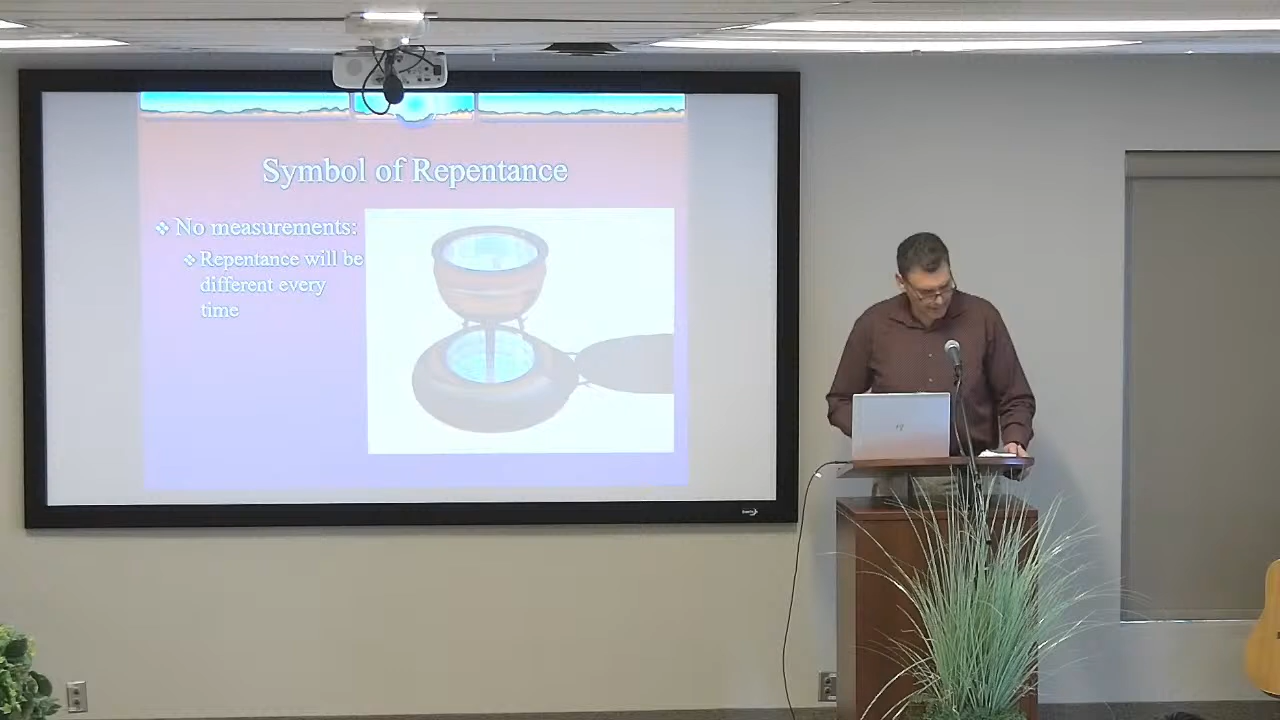 Symbol of Repentance
❖ No measurements:
❖ Repentance will be
different every
time